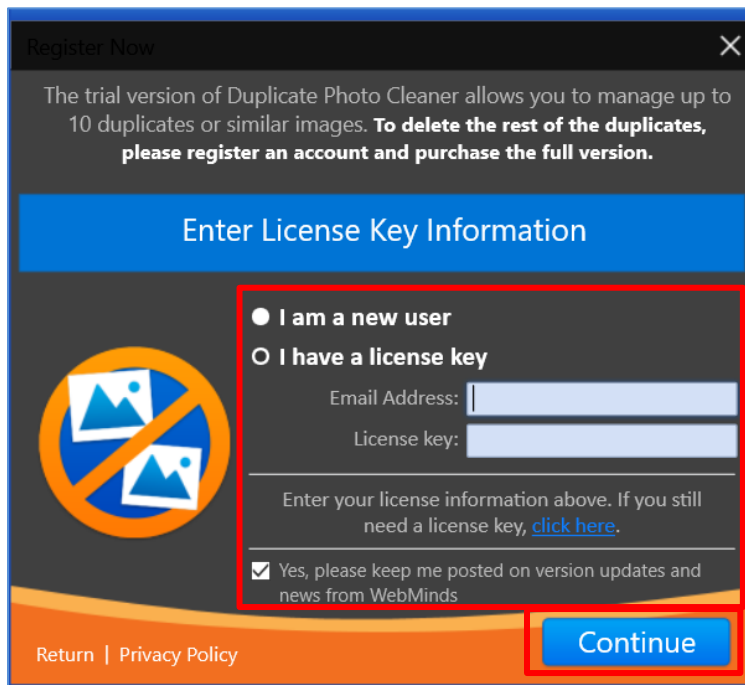 Register Now
The trial version of Duplicate Photo Cleaner allows you to manage up to
10 duplicates or similar images. To delete the rest of the duplicates,
please register an account and purchase the full version.
Enter License Key Information
I am a new user
I have a license key
Email Address:
License key:
Enter your license information above. If you still
need a license key, click here.
Yes, please keep me posted on version updates and
news from WebMinds
Return | Privacy Policy
Continue